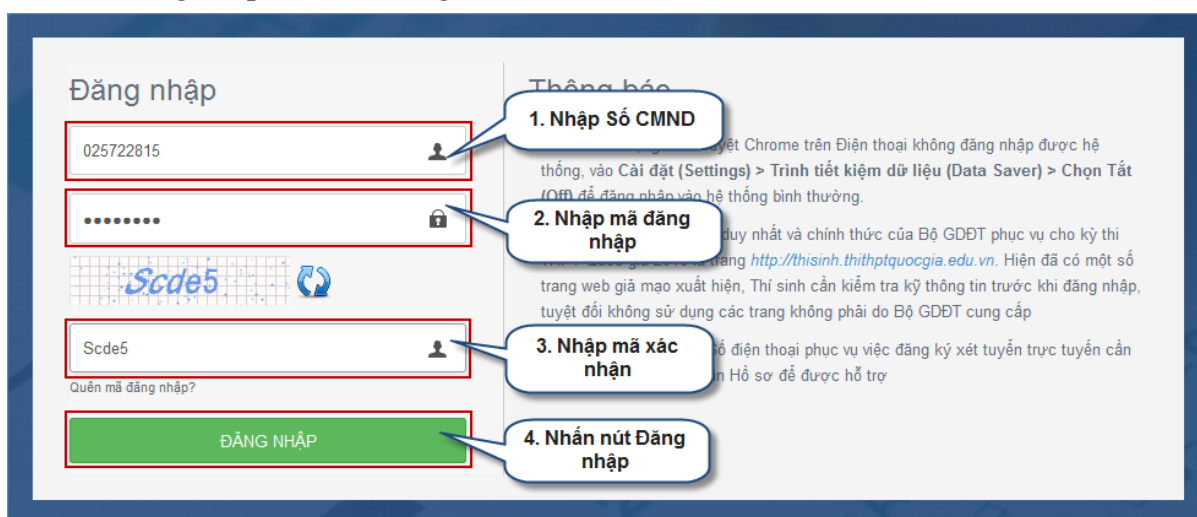 Đăng nhập
025722815
••••••••
Scde5
Scde5
Quên mã đăng nhập?
ĐĂNG NHẬP
1. Nhập Số CMND
2. Nhập mã đăng
nhập
3. Nhập mã xác
nhận
4. Nhấn nút Đăng
nhập
Thông báo
Chrome trên Điện thoại không đăng nhập được hệ
thống, vào Cài đặt (Settings) > Trình tiết kiệm dữ liệu (Data Saver) > Chọn Tắt
(Off) để đăng nhập vào hệ thống bình thường.
duy nhất và chính thức của Bộ GDĐT phục vụ cho kỳ thi
trang http://thisinh.thithptquocgia.edu.vn. Hiện đã có một số
trang web giả mạo xuất hiện, Thí sinh cần kiểm tra kỹ thông tin trước khi đăng nhập,
tuyệt đối không sử dụng các trang không phải do Bộ GDĐT cung cấp
số điện thoại phục vụ việc đăng ký xét tuyển trực tuyến cần
Hồ sơ để được hỗ trợ